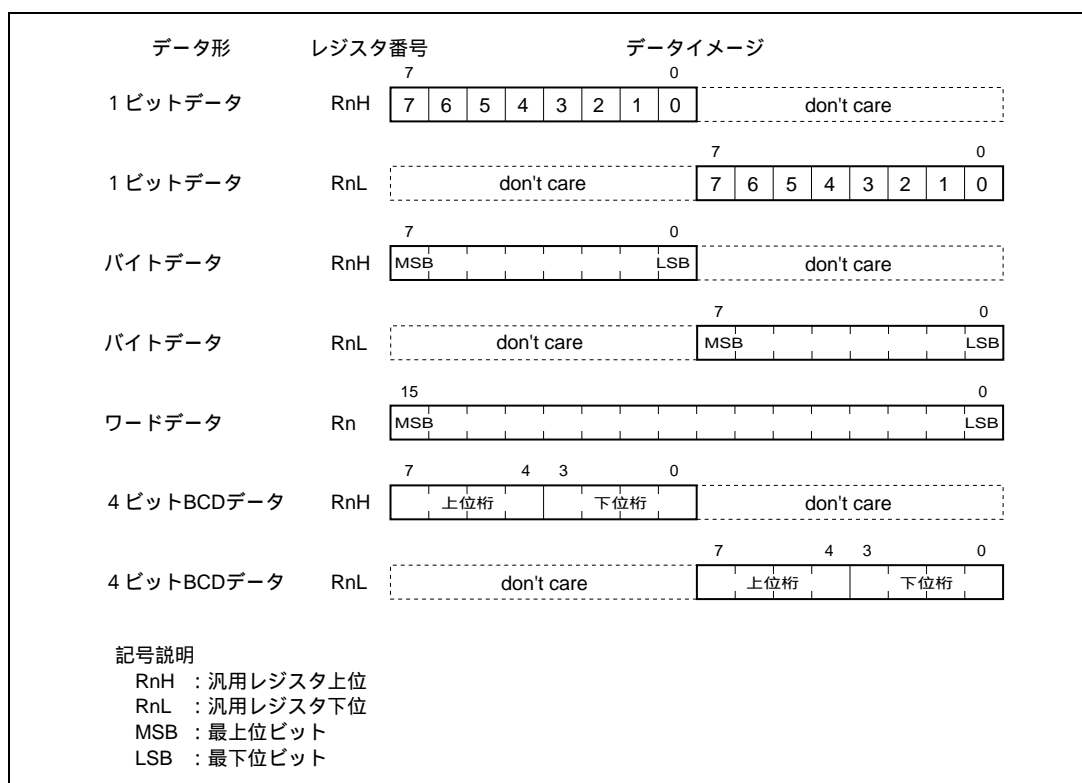 データ形 レジスタ番号 データイメージ
7 0
1ビットデータ RnH 7 6 5 4 3 2 1 0 don't care
7 0
1ビットデータ RnL don't care 7 6 5 4 3 2 1 0
7 0
バイトデータ RnH MSB LSB don't care
7 0
バイトデータ RnL don't care MSB LSB
15 0
ワードデータ Rn MSB LSB
7 4 3 0
4ビットBCDデータ RnH 上位桁 下位桁 don't care
7 4 3 0
4ビットBCDデータ RnL don't care 上位桁 下位桁
記号説明
RnH :汎用レジスタ上位
RnL :汎用レジスタ下位
MSB :最上位ビット
LSB :最下位ビット